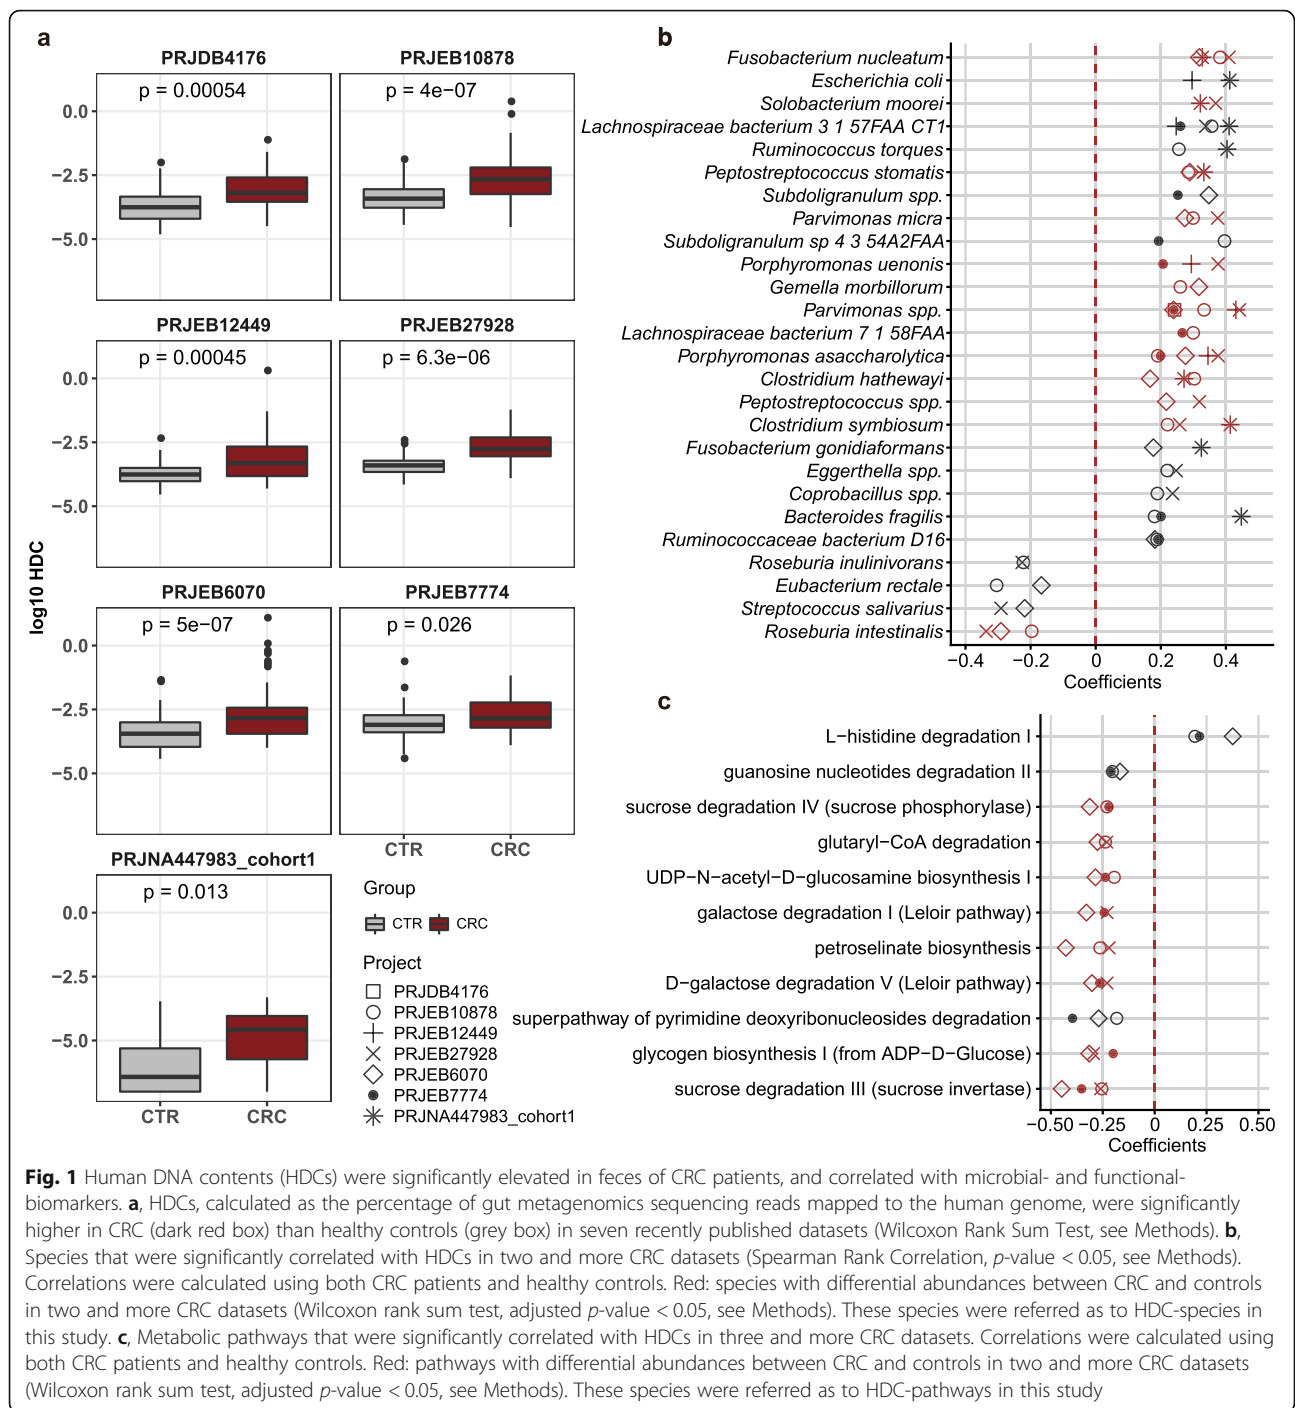 a
PRJDB4176
PRJEB10878
p = 0.00054
p = 4e−07
0.0
−2.5
−5.0
PRJEB12449
PRJEB27928
p = 0.00045
p = 6.3e−06
0.0
−2.5
−5.0
log10 HDC
PRJEB6070
PRJEB7774
p = 5e−07
p = 0.026
0.0
−2.5
−5.0
CTR
CRC
PRJNA447983_cohort1
p = 0.013
0.0
−2.5
−5.0
CTR
CRC
Group
CTR
CRC
Project
PRJDB4176
PRJEB10878
PRJEB12449
PRJEB27928
PRJEB6070
PRJEB7774
PRJNA447983_cohort1
b
Fusobacterium nucleatum
Escherichia coli
Solobacterium moorei
Lachnospiraceae bacterium 3 1 57FAA CT1
Ruminococcus torques
Peptostreptococcus stomatis
Subdoligranulum spp.
Parvimonas micra
Subdoligranulum sp 4 3 54A2FAA
Porphyromonas uenonis
Gemella morbillorum
Parvimonas spp.
Lachnospiraceae bacterium 7 1 58FAA
Porphyromonas asaccharolytica
Clostridium hathewayi
Peptostreptococcus spp.
Clostridium symbiosum
Fusobacterium gonidiaformans
Eggerthella spp.
Coprobacillus spp.
Bacteroides fragilis
Ruminococcaceae bacterium D16
Roseburia inulinivorans
Eubacterium rectale
Streptococcus salivarius
Roseburia intestinalis
−0.4 −0.2 0 0.2 0.4
Coefficients
c
L−histidine degradation I
guanosine nucleotides degradation II
sucrose degradation IV (sucrose phosphorylase)
glutaryl−CoA degradation
UDP−N−acetyl−D−glucosamine biosynthesis I
galactose degradation I (Leloir pathway)
petroselinate biosynthesis
D−galactose degradation V (Leloir pathway)
superpathway of pyrimidine deoxyribonucleosides degradation
glycogen biosynthesis I (from ADP−D−Glucose)
sucrose degradation III (sucrose invertase)
−0.50 −0.25 0 0.25 0.50
Coefficients
Fig. 1 Human DNA contents (HDCs) were significantly elevated in feces of CRC patients, and correlated with microbial- and functional-
biomarkers. a, HDCs, calculated as the percentage of gut metagenomics sequencing reads mapped to the human genome, were significantly
higher in CRC (dark red box) than healthy controls (grey box) in seven recently published datasets (Wilcoxon Rank Sum Test, see Methods). b,
Species that were significantly correlated with HDCs in two and more CRC datasets (Spearman Rank Correlation, p-value < 0.05, see Methods).
Correlations were calculated using both CRC patients and healthy controls. Red: species with differential abundances between CRC and controls
in two and more CRC datasets (Wilcoxon rank sum test, adjusted p-value < 0.05, see Methods). These species were referred as to HDC-species in
this study. c, Metabolic pathways that were significantly correlated with HDCs in three and more CRC datasets. Correlations were calculated using
both CRC patients and healthy controls. Red: pathways with differential abundances between CRC and controls in two and more CRC datasets
(Wilcoxon rank sum test, adjusted p-value < 0.05, see Methods). These species were referred as to HDC-pathways in this study